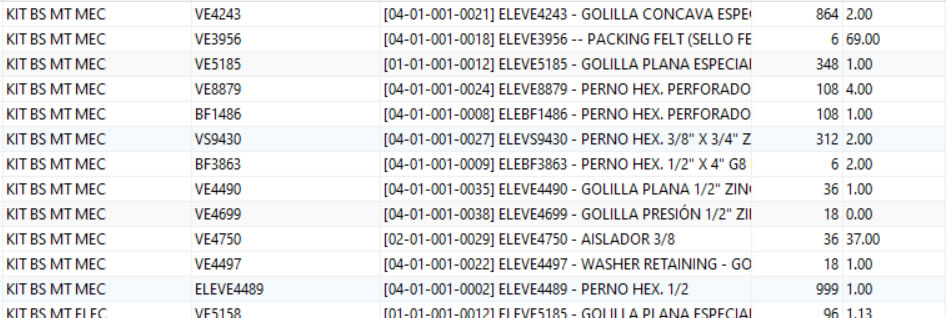 KIT BS MT MEC VE4243 [04-01-001-0021] ELEVE4243 - GOLILLA CONCAVA ESPE 864 2.00
KIT BS MT MEC VE3956 [04-01-001-0018] ELEVE3956 -- PACKING FELT (SELLO FE 6 69.00
KIT BS MT MEC VE5185 [01-01-001-0012] ELEVE5185 - GOLILLA PLANA ESPECIAL 348 1.00
KIT BS MT MEC VE8879 [04-01-001-0024] ELEVE8879 - PERNO HEX. PERFORADO 108 4.00
KIT BS MT MEC BF1486 [04-01-001-0008] ELEBF1486 - PERNO HEX. PERFORADO 108 1.00
KIT BS MT MEC VS9430 [04-01-001-0027] ELEVS9430 - PERNO HEX. 3/8" X 3/4" Z 312 2.00
KIT BS MT MEC BF3863 [04-01-001-0009] ELEBF3863 - PERNO HEX. 1/2" X 4" G8 6 2.00
KIT BS MT MEC VE4490 [04-01-001-0035] ELEVE4490 - GOLILLA PLANA 1/2" ZIN 36 1.00
KIT BS MT MEC VE4699 [04-01-001-0038] ELEVE4699 - GOLILLA PRESIÓN 1/2" ZI 18 0.00
KIT BS MT MEC VE4750 [02-01-001-0029] ELEVE4750 - AISLADOR 3/8 36 37.00
KIT BS MT MEC VE4497 [04-01-001-0022] ELEVE4497 - WASHER RETAINING - GO 18 1.00
KIT BS MT MEC ELEVE4489 [04-01-001-0002] ELEVE4489 - PERNO HEX. 1/2 999 1.00
KIT BS MT ELEC VE5158 [01-01-001-0012] ELEVE5185 - GOLILLA PLANA ESPECIAL 96 1.13